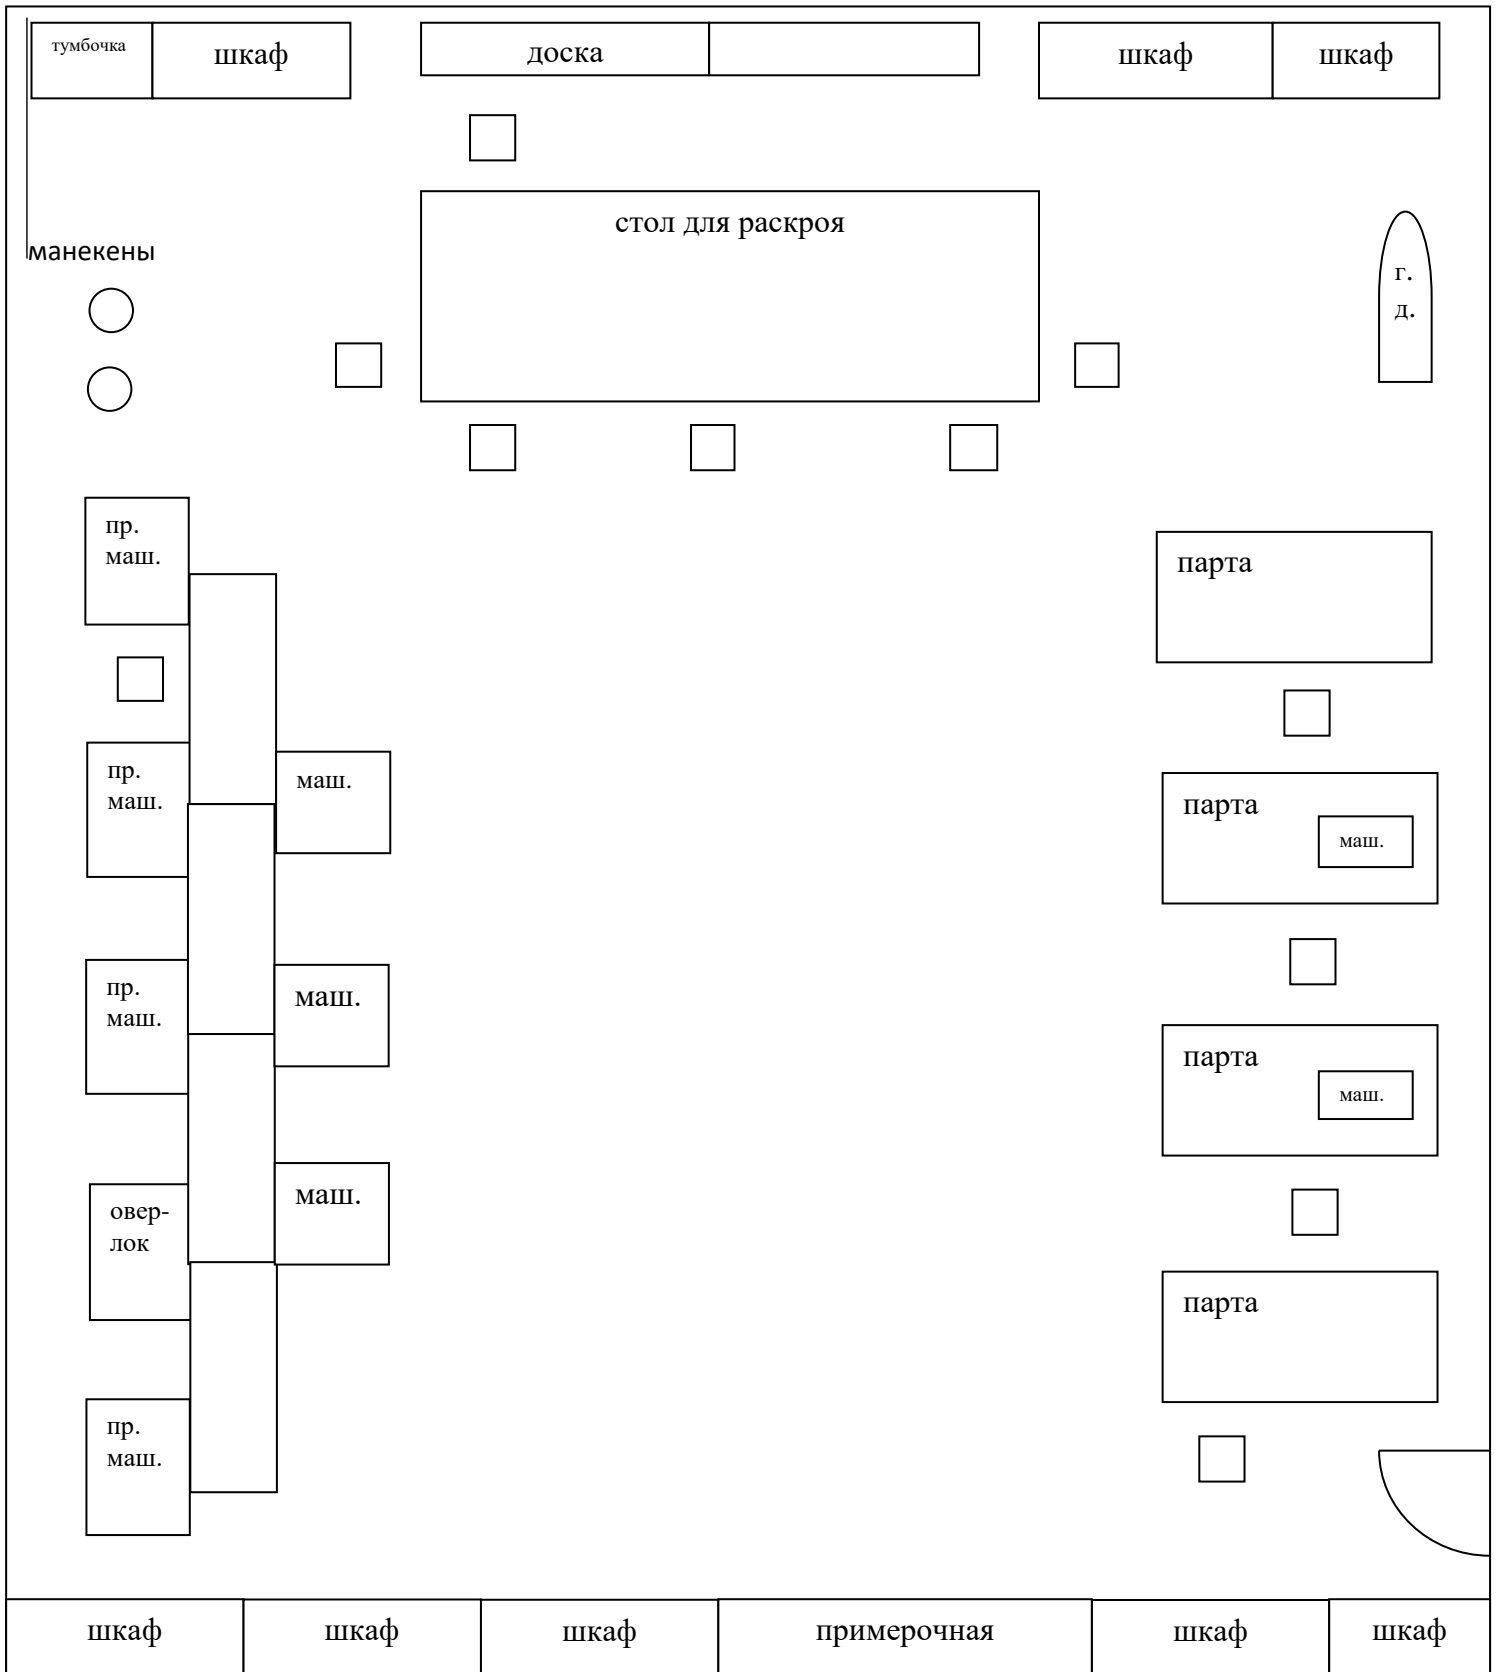 тумбочка
шкаф
доска
шкаф
шкаф
стол для раскроя
манекены
г.
д.
пр.
маш.
парта
пр.
маш.
маш.
парта
маш.
пр.
маш.
маш.
парта
маш.
овер-
лок
маш.
парта
пр.
маш.
шкаф
шкаф
шкаф
примерочная
шкаф
шкаф